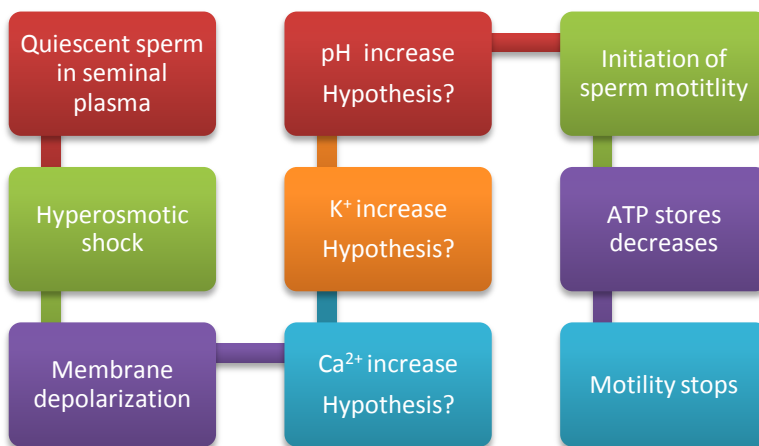 Quiescent sperm
in seminal
plasma
Hyperosmotic
shock
Membrane
depolarization
Ca²⁺ increase
Hypothesis?
K⁺ increase
Hypothesis?
pH increase
Hypothesis?
Initiation of
sperm motitlity
ATP stores
decreases
Motility stops